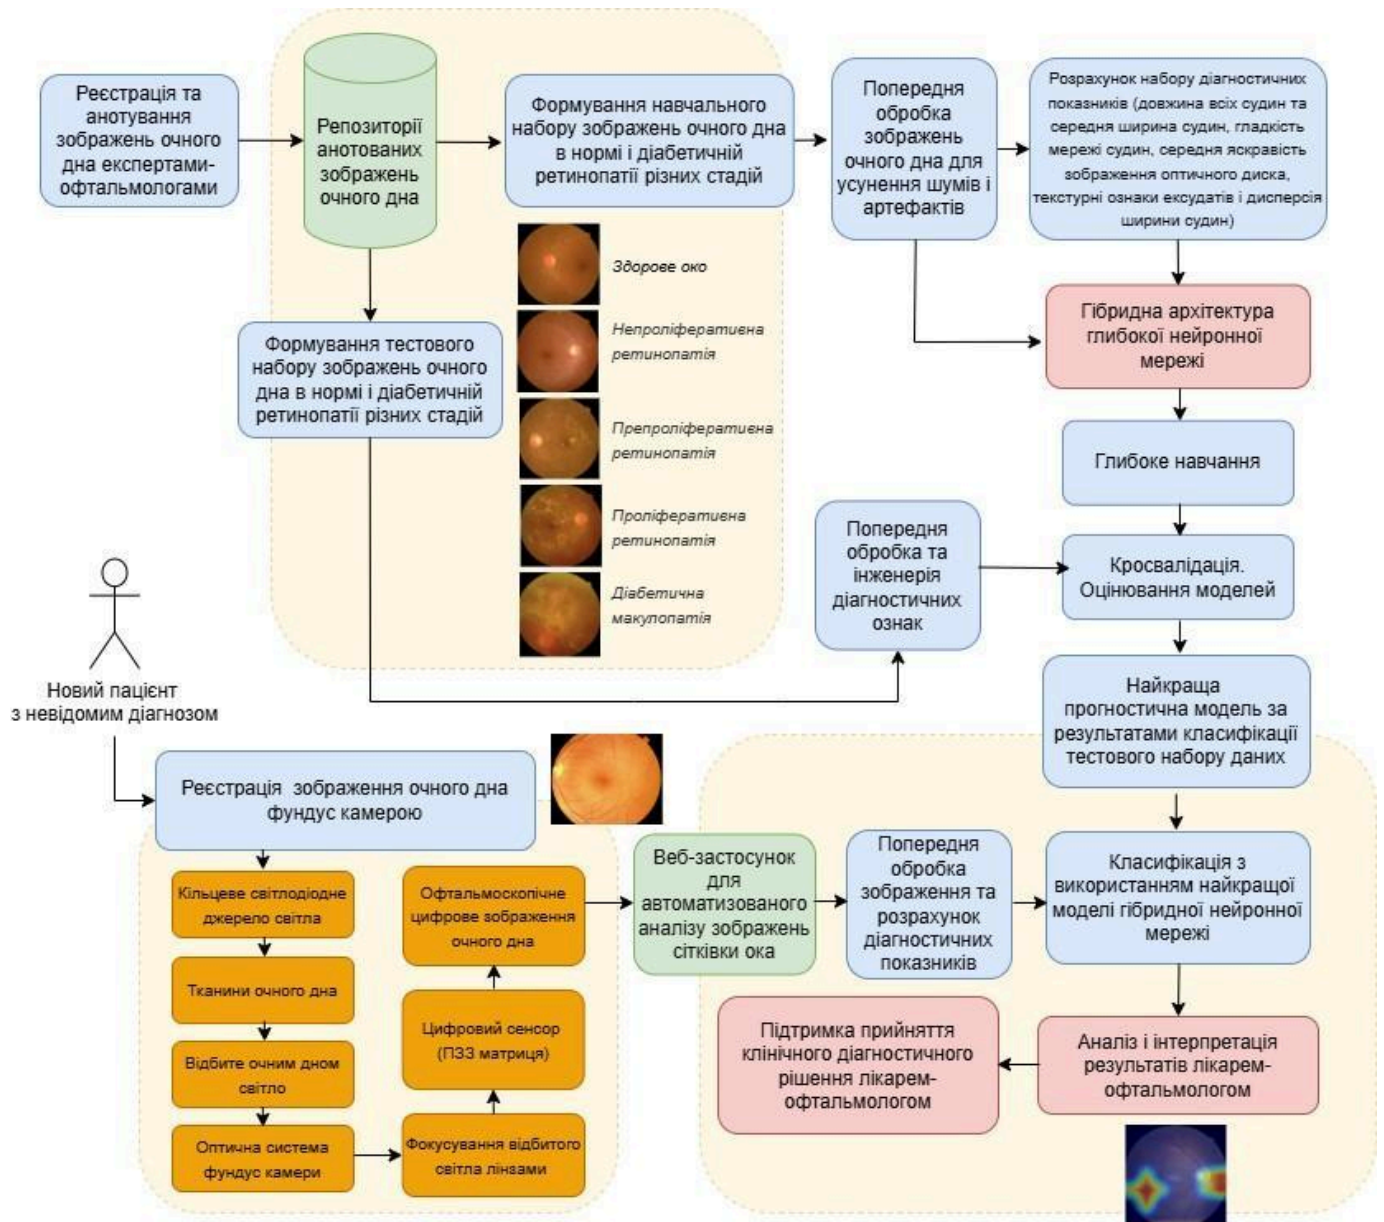 Реєстрація та
анотування
зображень очного
дна експертами-
офтальмологами
Репозиторії
анотованих
зображень
очного дна
Формування навчального
набору зображень очного дна
в нормі і діабетичній
ретинопатії різних стадій
Попередня
обробка
зображень
очного дна для
усунення шумів і
артефактів
Розрахунок набору діагностичних
показників (довжина всіх судин та
середня ширина судин, гладкість
мережі судин, середня яскравість
зображення оптичного диска,
текстурні ознаки ексудатів і дисперсія
ширини судин)
Здорове око
Непроліферативна
ретинопатія
Препроліферативна
ретинопатія
Проліферативна
ретинопатія
Діабетична
макулопатія
Формування тестового
набору зображень очного
дна в нормі і діабетичній
ретинопатії різних стадій
Гібридна архітектура
глибокої нейронної
мережі
Глибоке навчання
Попередня
обробка та
інженерія
діагностичних
ознак
Кросвалідація.
Оцінювання моделей
Найкраща
прогностична модель за
результатами класифікації
тестового набору даних
Новий пацієнт
з невідомим діагнозом
Реєстрація зображення очного дна
фундус камерою
Кільцеве світлодіодне
джерело світла
Тканини очного дна
Відбите очним дном
світло
Оптична система
фундус камери
Фокусування відбитого
світла лінзами
Цифровий сенсор
(ПЗЗ матриця)
Офтальмоскопічне
цифрове зображення
очного дна
Веб-застосунок
для
автоматизованого
аналізу зображень
сітківки ока
Попередня
обробка
зображення та
розрахунок
діагностичних
показників
Класифікація з
використанням найкращої
моделі гібридної нейронної
мережі
Аналіз і інтерпретація
результатів лікарем-
офтальмологом
Підтримка прийняття
клінічного діагностичного
рішення лікарем-
офтальмологом